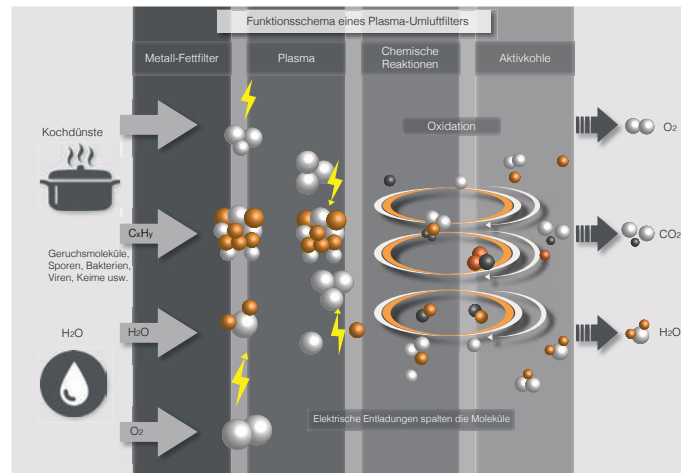 Funktionsschema eines Plasma-Umluftfilters
Metall-Fettfilter
Plasma
Chemische
Reaktionen
Aktivkohle
Kochdünste
Oxidation
O2
CxHy
CO2
Geruchsmoleküle,
Sporen, Bakterien,
Viren, Keime usw.
H2O
H2O
H2O
Elektrische Entladungen spalten die Moleküle
O2